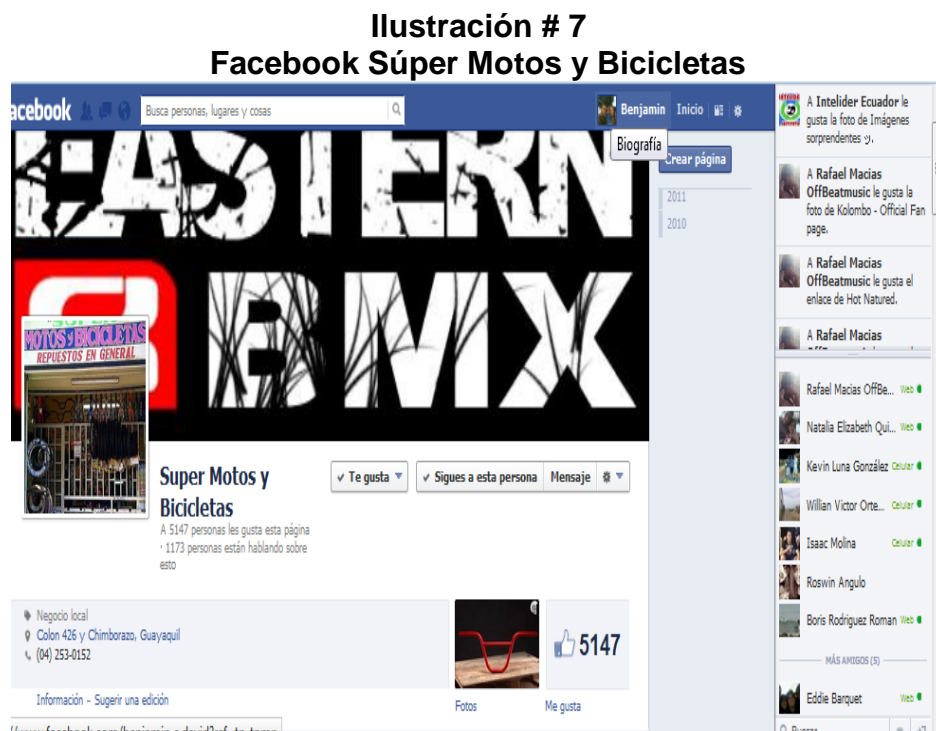 Ilustración # 7
Facebook Súper Motos y Bicicletas
acebook
Busca personas, lugares y cosas
Benjamin Inicio
Biografía
Crear página
2011
2010
EASTERN
BMX
MOTOS y BICICLETAS
REPUESTOS EN GENERAL
Super Motos y
Bicicletas
A 5147 personas les gusta esta página
· 1173 personas están hablando sobre
esto
✓ Te gusta
✓ Sigues a esta persona
Mensaje
Negocio local
Colon 426 y Chimborazo, Guayaquil
(04) 253-0152
Información - Sugerir una edición
Fotos
5147
Me gusta
A Intelider Ecuador le
gusta la foto de Imágenes
sorprendentes ツ.
A Rafael Macias
OffBeatmusic le gusta la
foto de Kolombo - Official Fan
page.
A Rafael Macias
OffBeatmusic le gusta el
enlace de Hot Natured.
A Rafael Macias
Rafael Macias OffBe... Web
Natalia Elizabeth Qui... Web
Kevin Luna González Celular
Willian Victor Orte... Celular
Isaac Molina Celular
Roswin Angulo
Boris Rodriguez Roman Web
MÁS AMIGOS (5)
Eddie Barquet Web